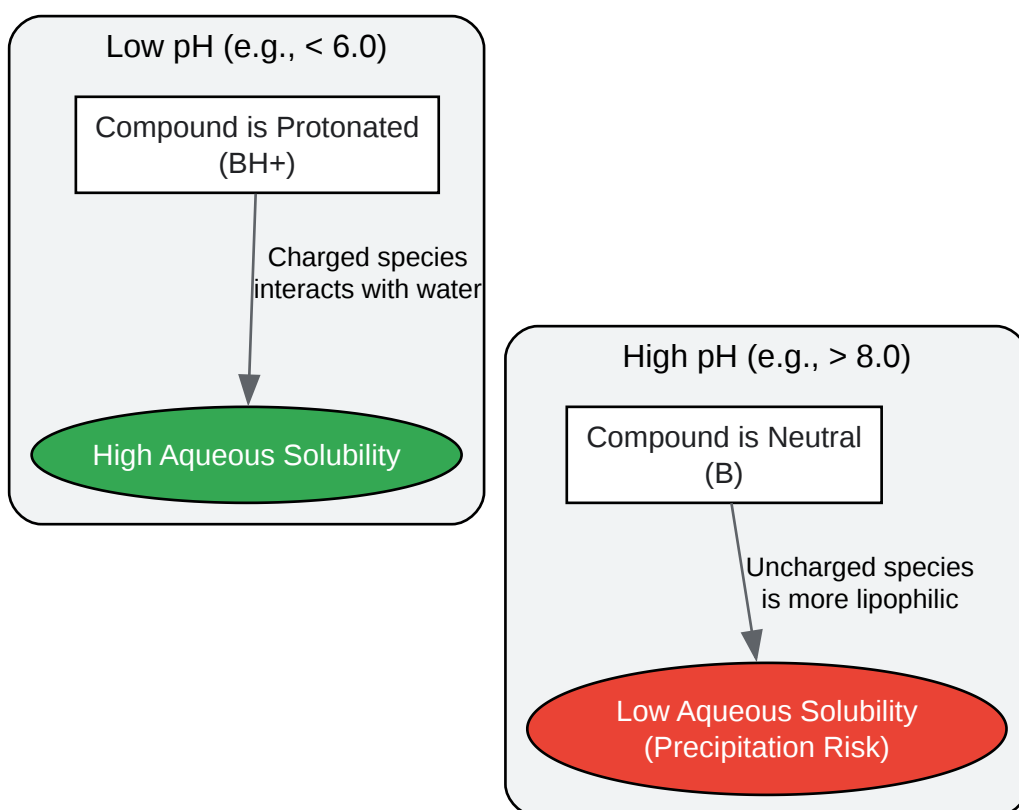 Low pH (e.g., < 6.0)
Compound is Protonated
(BH+)
Charged species
interacts with water
High Aqueous Solubility
High pH (e.g., > 8.0)
Compound is Neutral
(B)
Uncharged species
is more lipophilic
Low Aqueous Solubility
(Precipitation Risk)